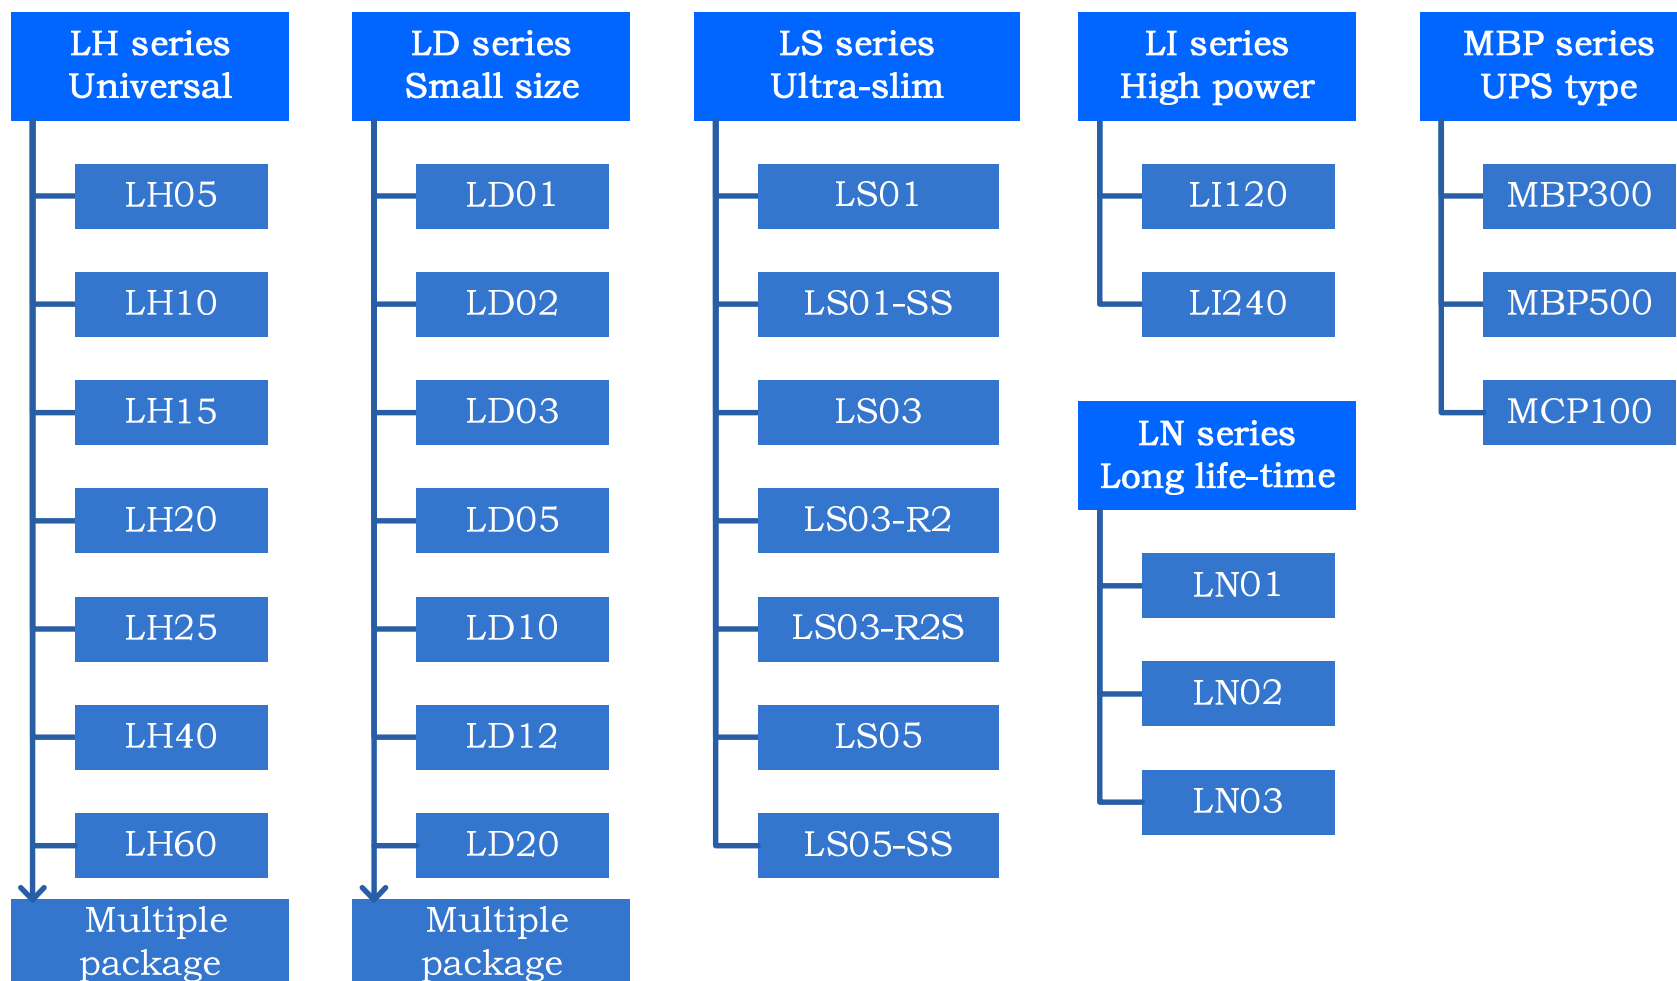 LH series
Universal
LH05
LH10
LH15
LH20
LH25
LH40
LH60
Multiple
package
LD series
Small size
LD01
LD02
LD03
LD05
LD10
LD12
LD20
Multiple
package
LS series
Ultra-slim
LS01
LS01-SS
LS03
LS03-R2
LS03-R2S
LS05
LS05-SS
LI series
High power
LI120
LI240
LN series
Long life-time
LN01
LN02
LN03
MBP series
UPS type
MBP300
MBP500
MCP100